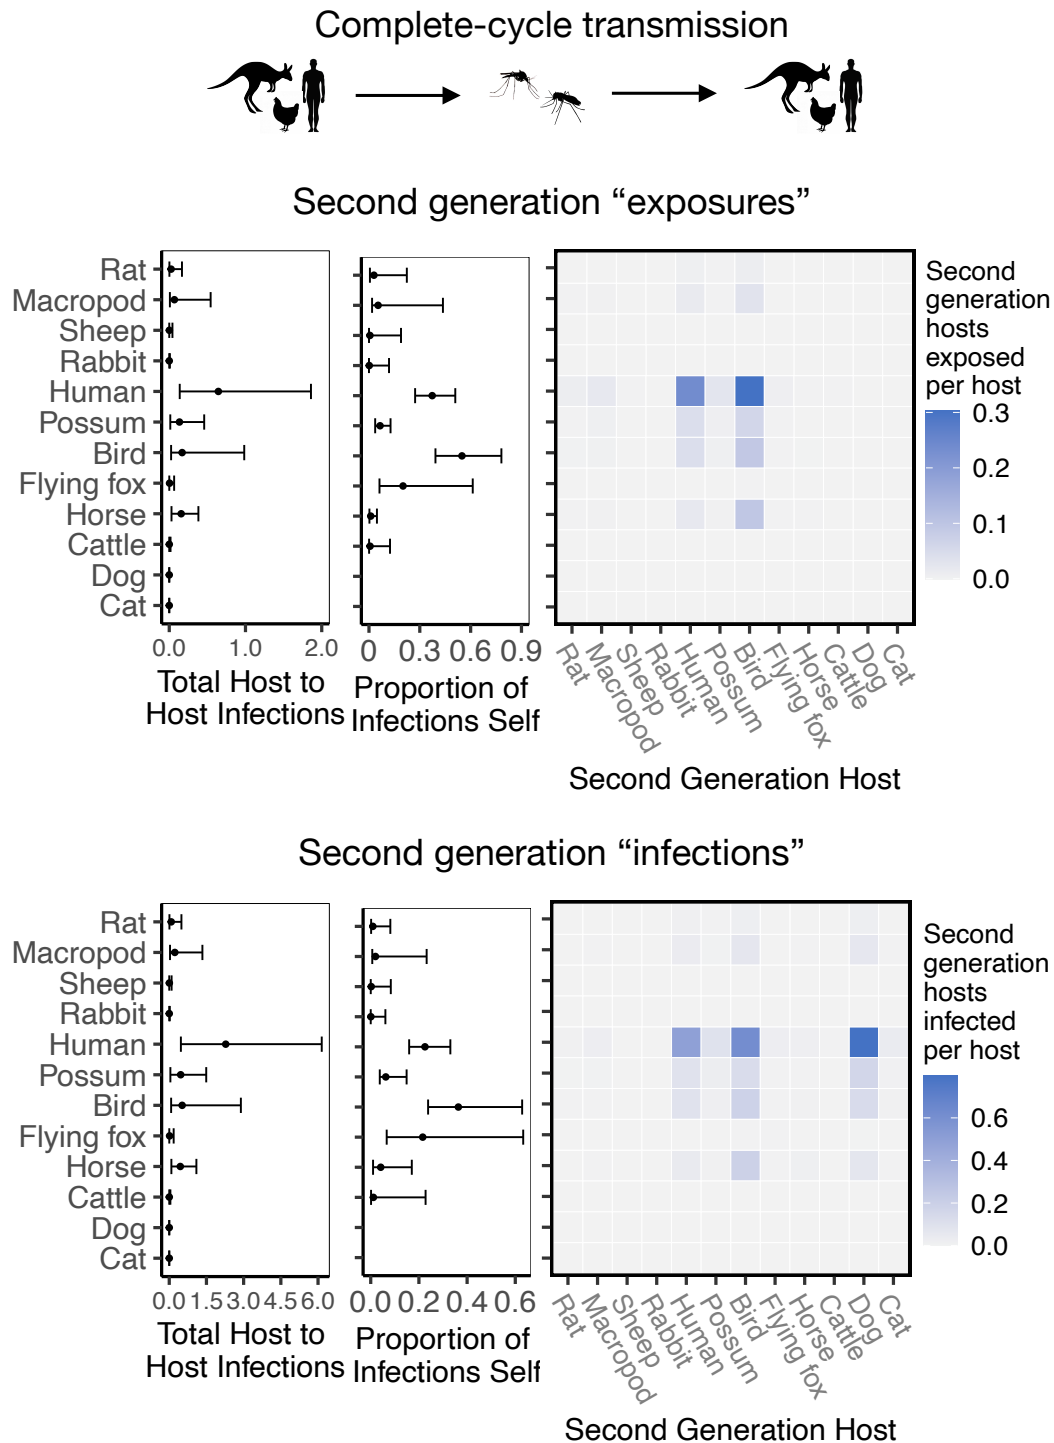 Complete-cycle transmission
Second generation “exposures”
Rat
Macropod
Sheep
Rabbit
Human
Possum
Bird
Flying fox
Horse
Cattle
Dog
Cat
0.0 1.0 2.0
Total Host to
Host Infections
0 0.3 0.6 0.9
Proportion of
Infections Self
Rat
Macropod
Sheep
Rabbit
Human
Possum
Bird
Flying fox
Horse
Cattle
Dog
Cat
Second Generation Host
Second
generation
hosts
exposed
per host
0.3
0.2
0.1
0.0
Second generation “infections”
Rat
Macropod
Sheep
Rabbit
Human
Possum
Bird
Flying fox
Horse
Cattle
Dog
Cat
0.0 1.5 3.0 4.5 6.0
Total Host to
Host Infections
0.0 0.2 0.4 0.6
Proportion of
Infections Self
Rat
Macropod
Sheep
Rabbit
Human
Possum
Bird
Flying fox
Horse
Cattle
Dog
Cat
Second Generation Host
Second
generation
hosts
infected
per host
0.6
0.4
0.2
0.0